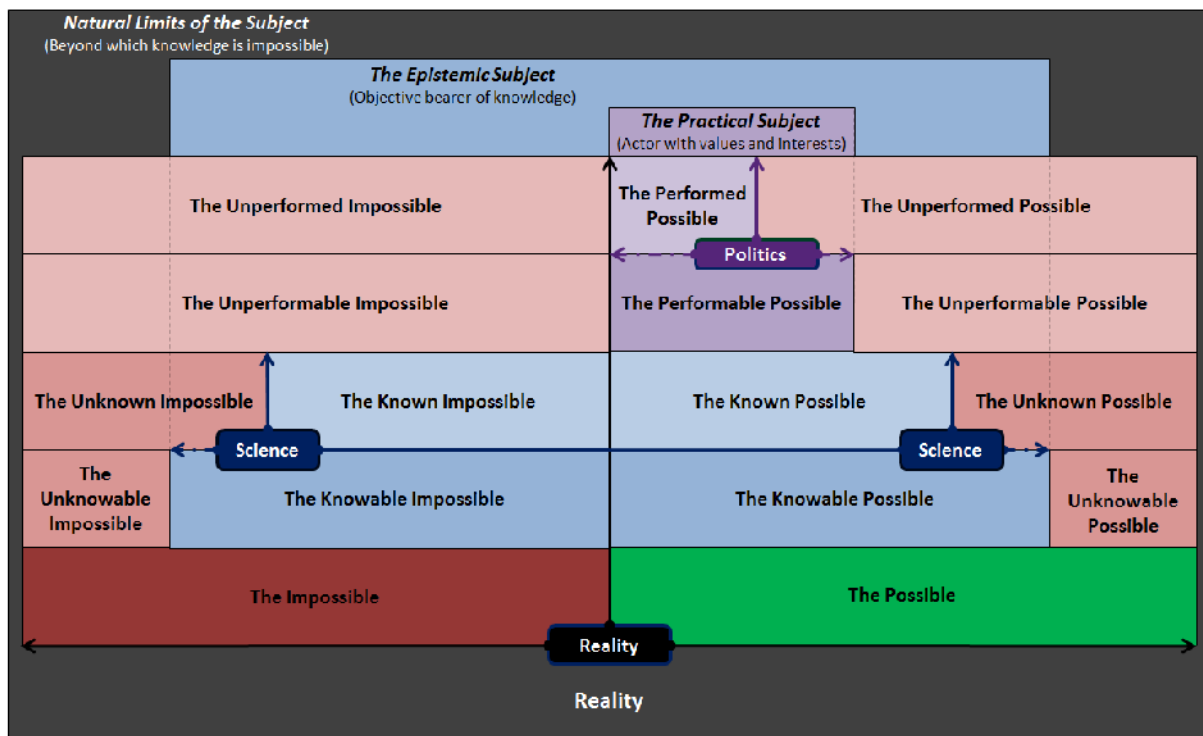 Natural Limits of the Subject
(Beyond which knowledge is impossible)
The Epistemic Subject
(Objective bearer of knowledge)
The Practical Subject
(Actor with values and Interests)
The Unperformed Impossible
The Performed
Possible
The Unperformed Possible
Politics
The Unperformable Impossible
The Performable Possible
The Unperformable Possible
The Unknown Impossible
The Known Impossible
The Known Possible
The Unknown Possible
Science
Science
The
Unknowable
Impossible
The Knowable Impossible
The Knowable Possible
The
Unknowable
Possible
The Impossible
The Possible
Reality
Reality